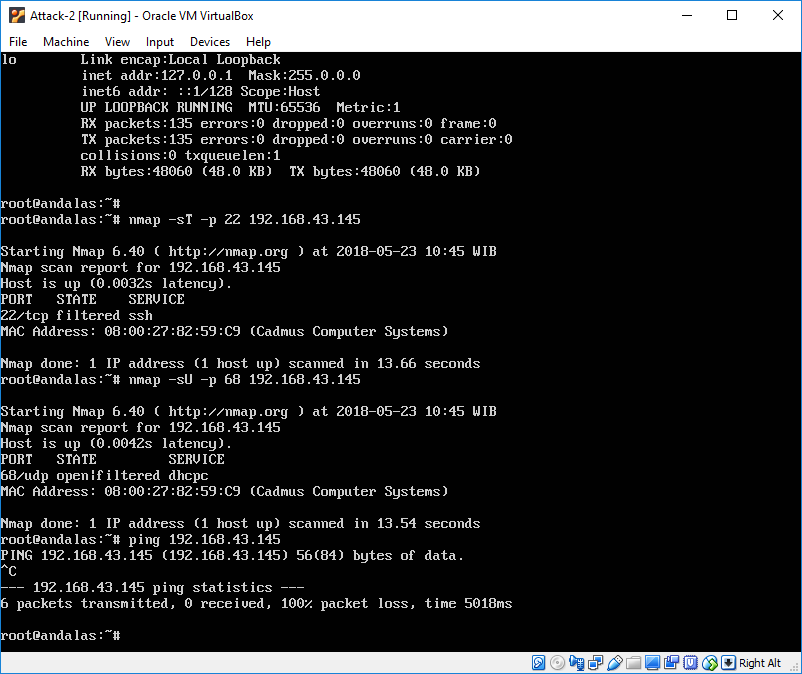 Attack-2 [Running] - Oracle VM VirtualBox
File Machine View Input Devices Help
lo Link encap:Local Loopback
inet addr:127.0.0.1 Mask:255.0.0.0
inet6 addr: ::1/128 Scope:Host
UP LOOPBACK RUNNING MTU:65536 Metric:1
RX packets:135 errors:0 dropped:0 overruns:0 frame:0
TX packets:135 errors:0 dropped:0 overruns:0 carrier:0
collisions:0 txqueuelen:1
RX bytes:48060 (48.0 KB) TX bytes:48060 (48.0 KB)
root@andalas:~#
root@andalas:~# nmap -sT -p 22 192.168.43.145
Starting Nmap 6.40 ( http://nmap.org ) at 2018-05-23 10:45 WIB
Nmap scan report for 192.168.43.145
Host is up (0.0032s latency).
PORT STATE SERVICE
22/tcp filtered ssh
MAC Address: 08:00:27:82:59:C9 (Cadmus Computer Systems)
Nmap done: 1 IP address (1 host up) scanned in 13.66 seconds
root@andalas:~# nmap -sU -p 68 192.168.43.145
Starting Nmap 6.40 ( http://nmap.org ) at 2018-05-23 10:45 WIB
Nmap scan report for 192.168.43.145
Host is up (0.0042s latency).
PORT STATE SERVICE
68/udp open|filtered dhcpc
MAC Address: 08:00:27:82:59:C9 (Cadmus Computer Systems)
Nmap done: 1 IP address (1 host up) scanned in 13.54 seconds
root@andalas:~# ping 192.168.43.145
PING 192.168.43.145 (192.168.43.145) 56(84) bytes of data.
^C
--- 192.168.43.145 ping statistics ---
6 packets transmitted, 0 received, 100% packet loss, time 5018ms
root@andalas:~#
Right Alt